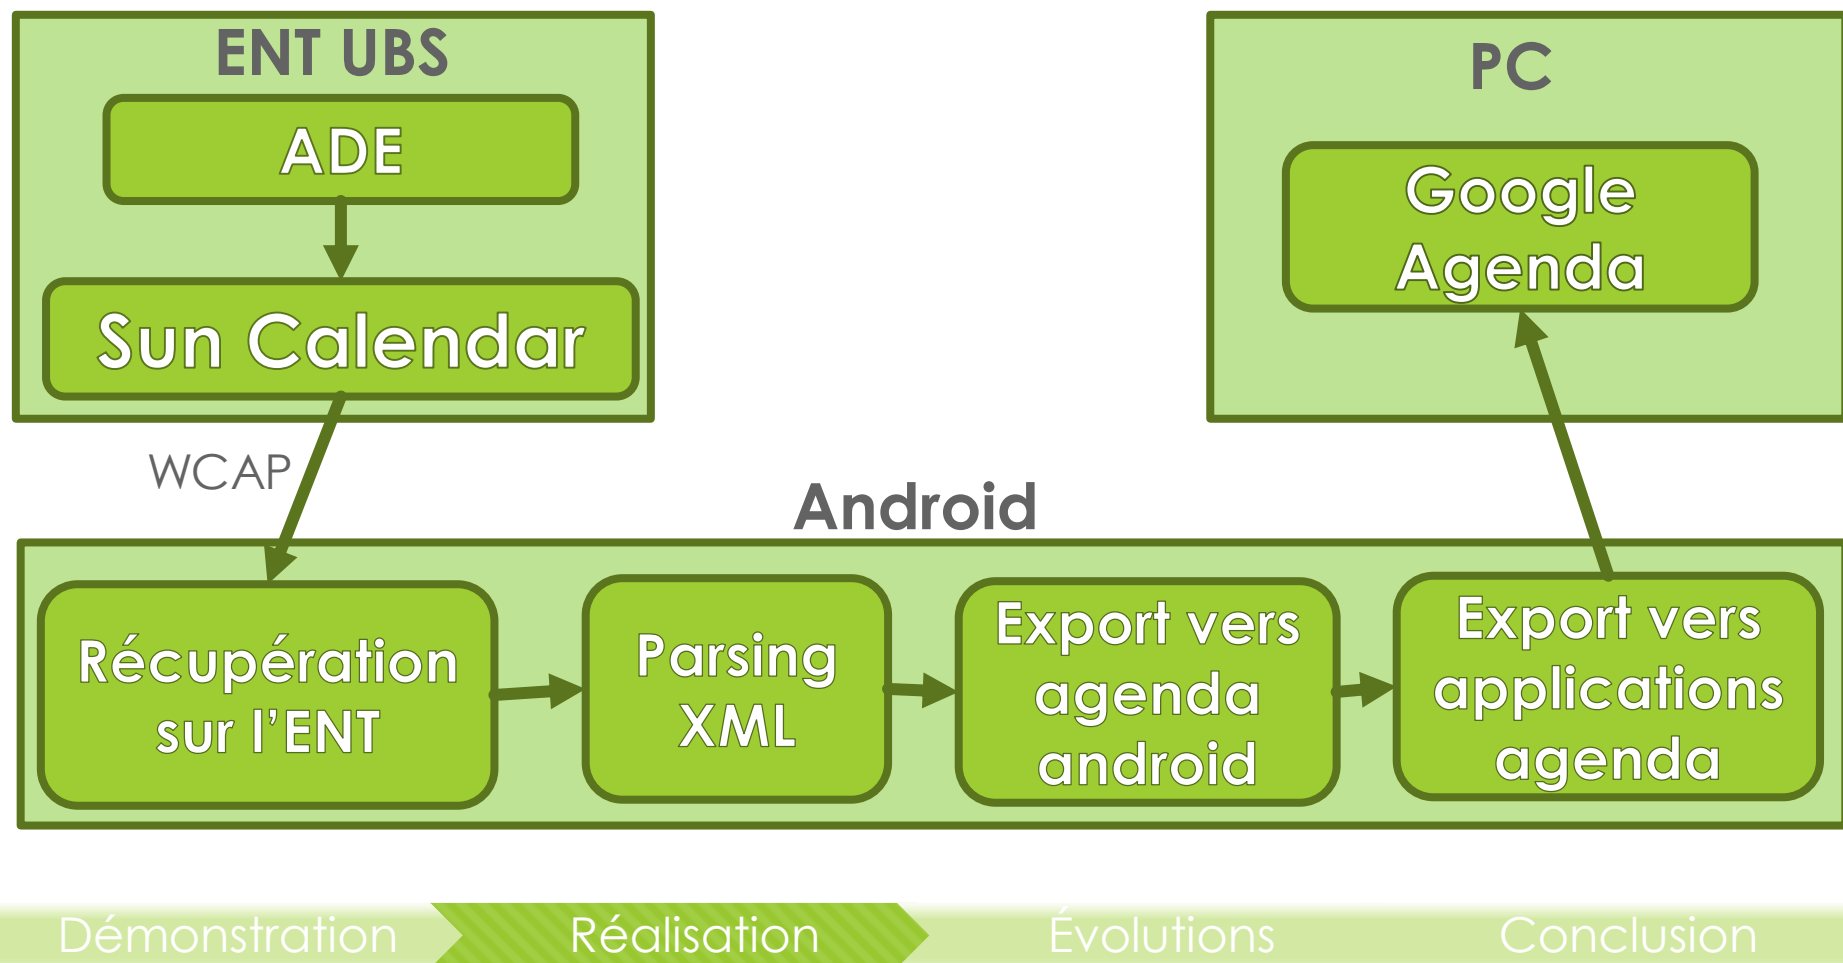 ENT UBS
ADE
Sun Calendar
PC
Google
Agenda
WCAP
Android
Récupération
sur l’ENT
Parsing
XML
Export vers
agenda
android
Export vers
applications
agenda
Démonstration
Réalisation
Évolutions
Conclusion